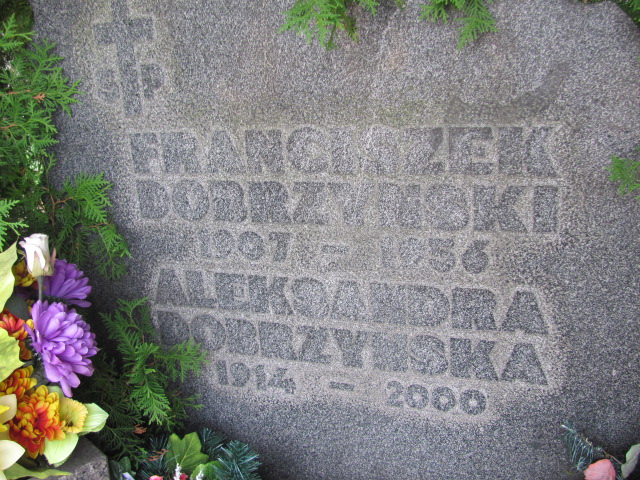 Ś P
FRANCISZEK
DOBRZYŃSKI
1907 - 1956
ALEKSANDRA
DOBRZYŃSKA
1914 - 2000